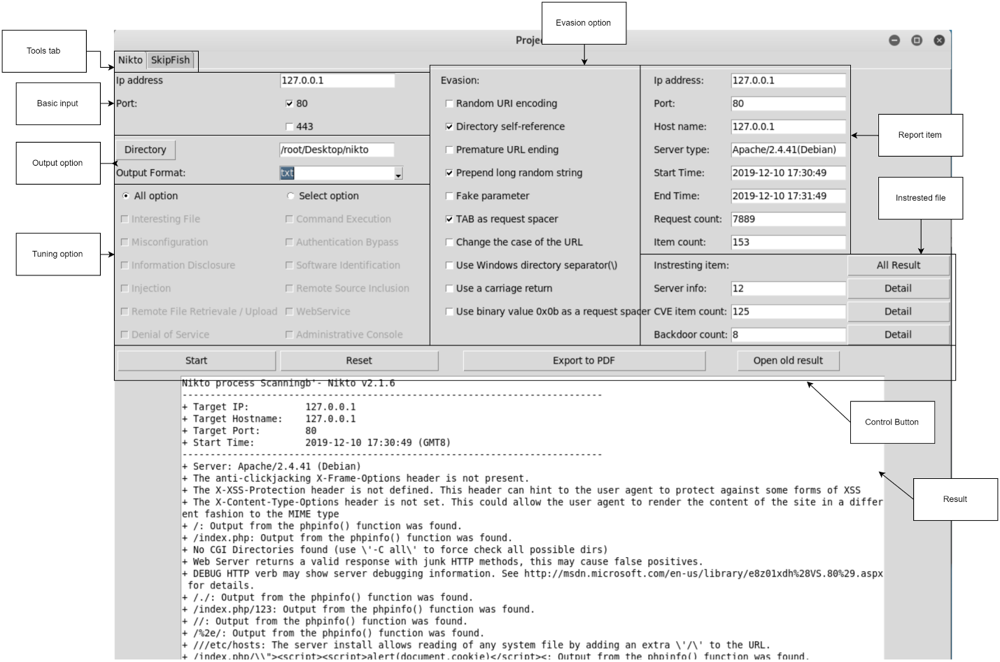 Evasion option
Tools tab
Basic input
Output option
Tuning option
Report item
Instrested file
Control Button
Result
Nikto SkipFish
Ip address 127.0.0.1
Port: 80
443
Directory /root/Desktop/nikto
Output Format: txt
All option Select option
Interesting File Command Execution
Misconfiguration Authentication Bypass
Information Disclosure Software Identification
Injection Remote Source Inclusion
Remote File Retrievale / Upload WebService
Denial of Service Administrative Console
Evasion:
Random URI encoding
Directory self-reference
Premature URL ending
Prepend long random string
Fake parameter
TAB as request spacer
Change the case of the URL
Use Windows directory separator(\)
Use a carriage return
Use binary value 0x0b as a request spacer
Ip address: 127.0.0.1
Port: 80
Host name: 127.0.0.1
Server type: Apache/2.4.41(Debian)
Start Time: 2019-12-10 17:30:49
End Time: 2019-12-10 17:31:49
Request count: 7889
Item count: 153
Instresting item: All Result
Server info: 12 Detail
CVE item count: 125 Detail
Backdoor count: 8 Detail
Start Reset Export to PDF Open old result
Nikto process Scanningb'- Nikto v2.1.6
---------------------------------------------------------------------------
+ Target IP: 127.0.0.1
+ Target Hostname: 127.0.0.1
+ Target Port: 80
+ Start Time: 2019-12-10 17:30:49 (GMT8)
---------------------------------------------------------------------------
+ Server: Apache/2.4.41 (Debian)
+ The anti-clickjacking X-Frame-Options header is not present.
+ The X-XSS-Protection header is not defined. This header can hint to the user agent to protect against some forms of XSS
+ The X-Content-Type-Options header is not set. This could allow the user agent to render the content of the site in a differ
ent fashion to the MIME type
+ /: Output from the phpinfo() function was found.
+ /index.php: Output from the phpinfo() function was found.
+ No CGI Directories found (use \'-C all\' to force check all possible dirs)
+ Web Server returns a valid response with junk HTTP methods, this may cause false positives.
+ DEBUG HTTP verb may show server debugging information. See http://msdn.microsoft.com/en-us/library/e8z01xdh%28VS.80%29.aspx
for details.
+ /./: Output from the phpinfo() function was found.
+ /index.php/123: Output from the phpinfo() function was found.
+ //: Output from the phpinfo() function was found.
+ /%2e/: Output from the phpinfo() function was found.
+ ///etc/hosts: The server install allows reading of any system file by adding an extra \'/\' to the URL.
+ /index.php/\\"><script><script>alert(document.cookie)</script><: Output from the phpinfo() function was found.